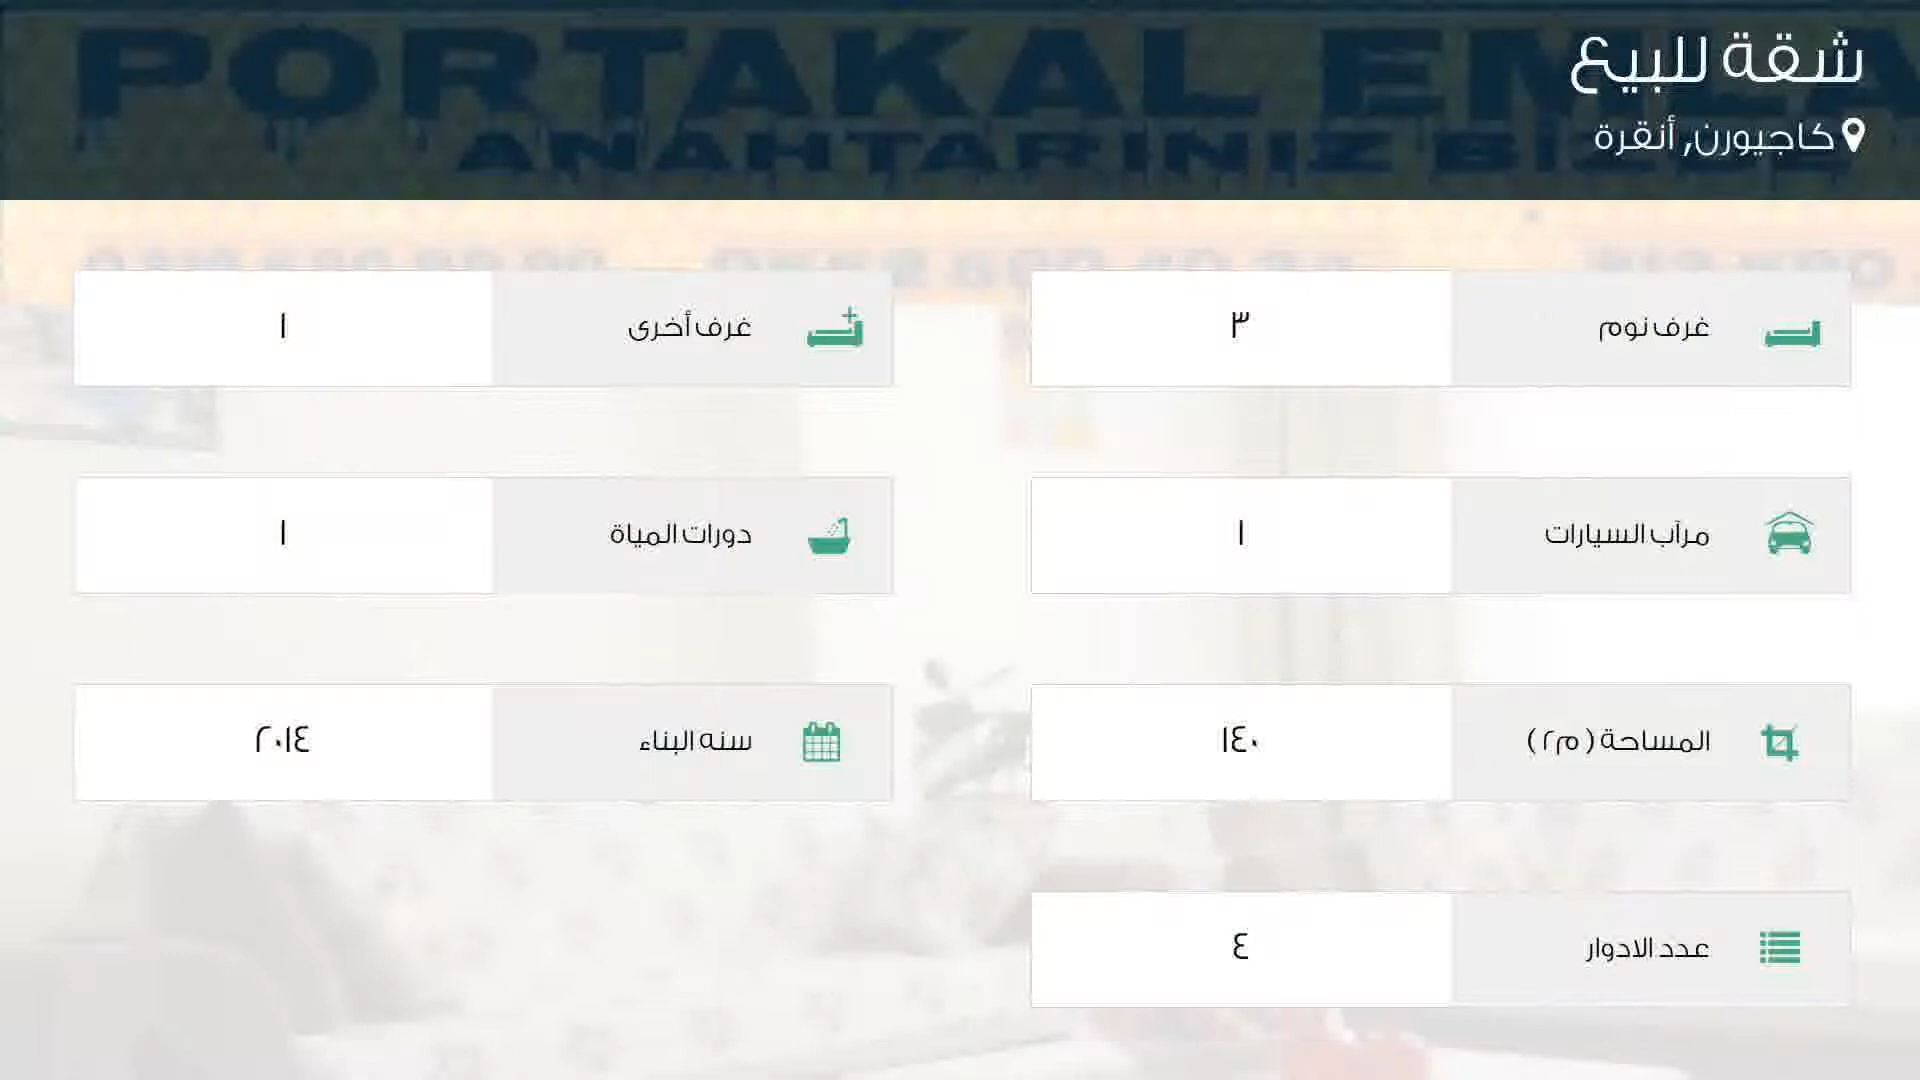 PORTAKAL EMLA
ANAHTARINIZ
شقة للبيع
كاجيورن, أنقرة
غرف نوم ٣
غرف أخرى ١
مرآب السيارات ١
دورات المياة ١
المساحة ( م٢ ) ١٤٠
سنه البناء ٢٠١٤
عدد الادوار ٤